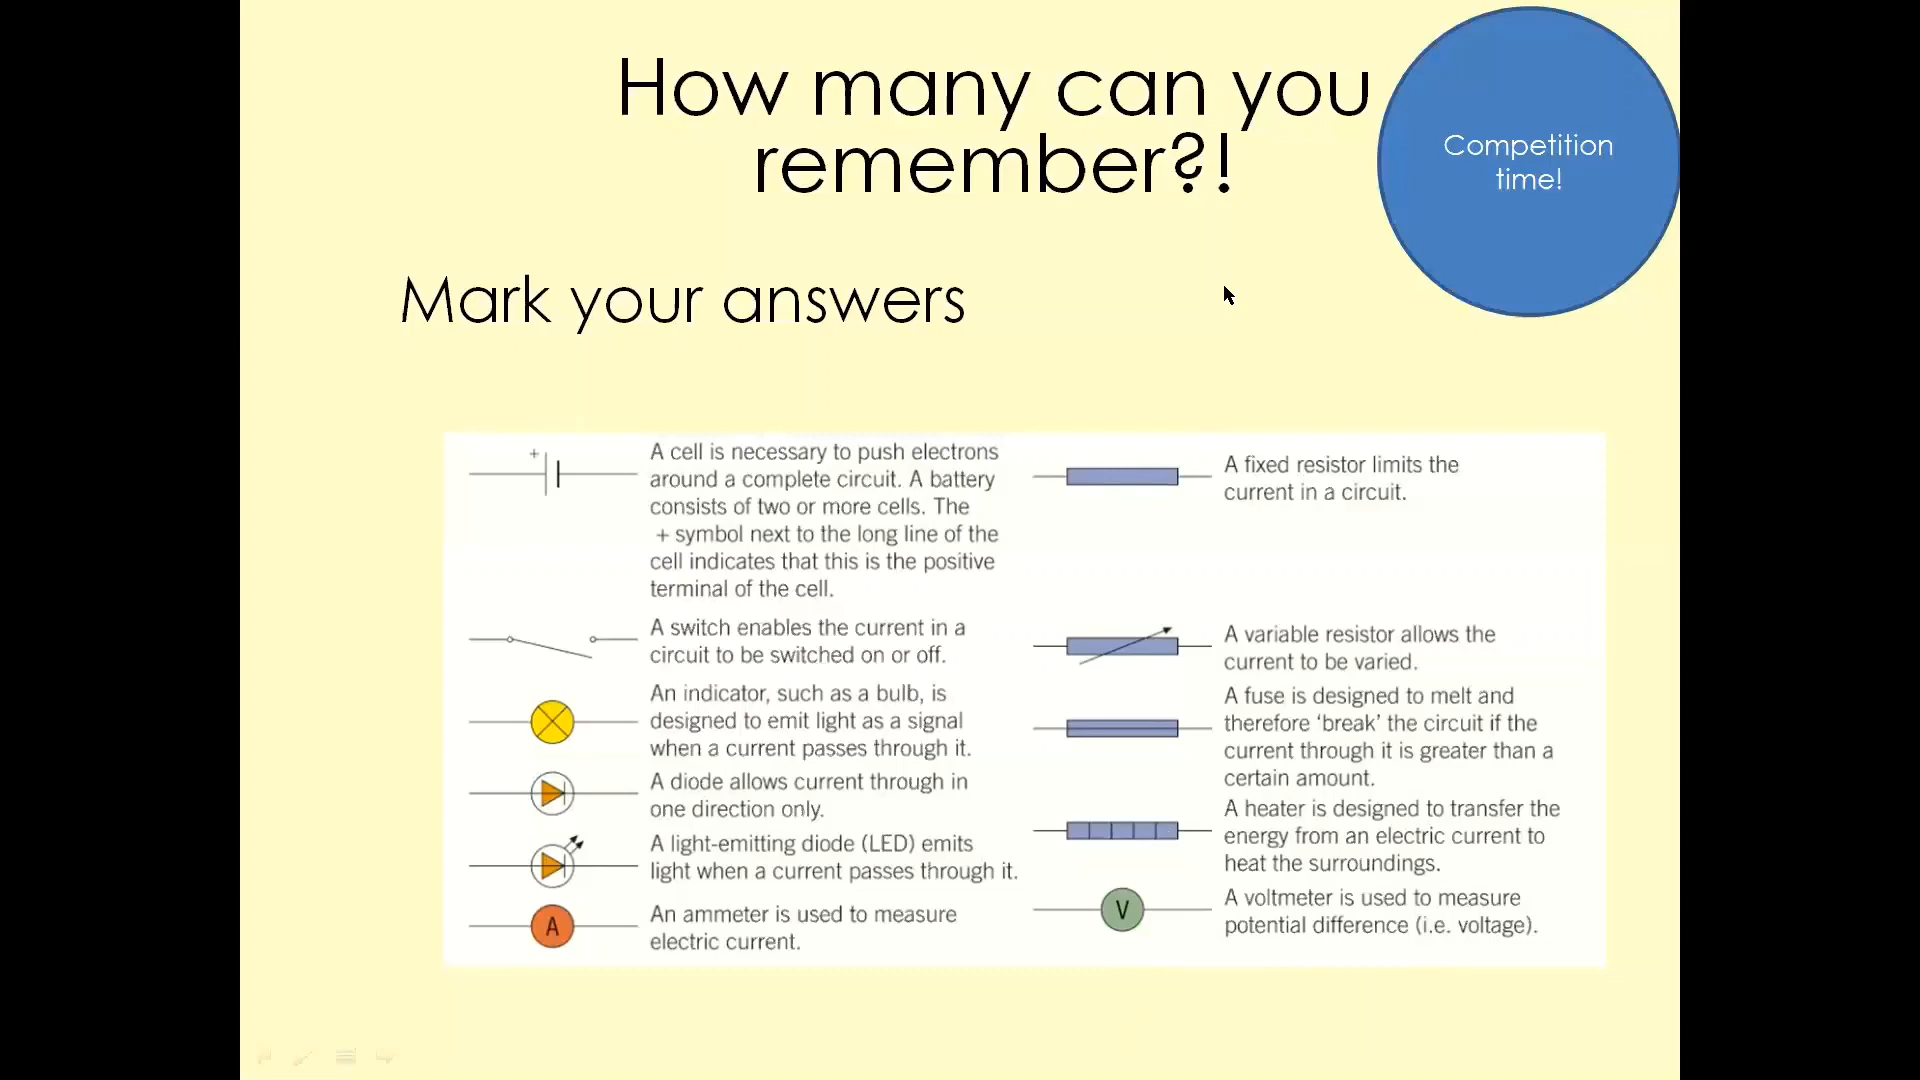 How many can you
remember?!
Competition
time!
Mark your answers
+
A cell is necessary to push electrons
around a complete circuit. A battery
consists of two or more cells. The
+ symbol next to the long line of the
cell indicates that this is the positive
terminal of the cell.
A switch enables the current in a
circuit to be switched on or off.
An indicator, such as a bulb, is
designed to emit light as a signal
when a current passes through it.
A diode allows current through in
one direction only.
A light-emitting diode (LED) emits
light when a current passes through it.
A
An ammeter is used to measure
electric current.
A fixed resistor limits the
current in a circuit.
A variable resistor allows the
current to be varied.
A fuse is designed to melt and
therefore ‘break’ the circuit if the
current through it is greater than a
certain amount.
A heater is designed to transfer the
energy from an electric current to
heat the surroundings.
V
A voltmeter is used to measure
potential difference (i.e. voltage).